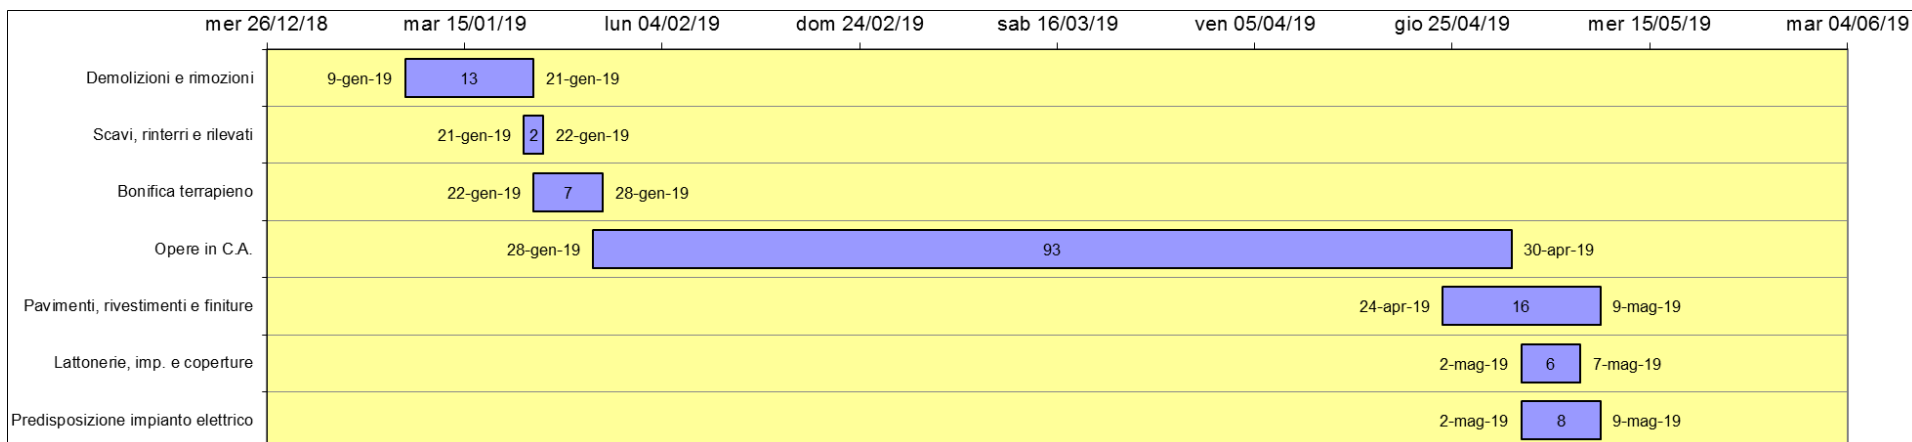 mer 26/12/18 mar 15/01/19 lun 04/02/19 dom 24/02/19 sab 16/03/19 ven 05/04/19 gio 25/04/19 mer 15/05/19 mar 04/06/19
Demolizioni e rimozioni 9-gen-19 13 21-gen-19
Scavi, rinterri e rilevati 21-gen-19 2 22-gen-19
Bonifica terrapieno 22-gen-19 7 28-gen-19
Opere in C.A. 28-gen-19 93 30-apr-19
Pavimenti, rivestimenti e finiture 24-apr-19 16 9-mag-19
Lattonerie, imp. e coperture 2-mag-19 6 7-mag-19
Predisposizione impianto elettrico 2-mag-19 8 9-mag-19